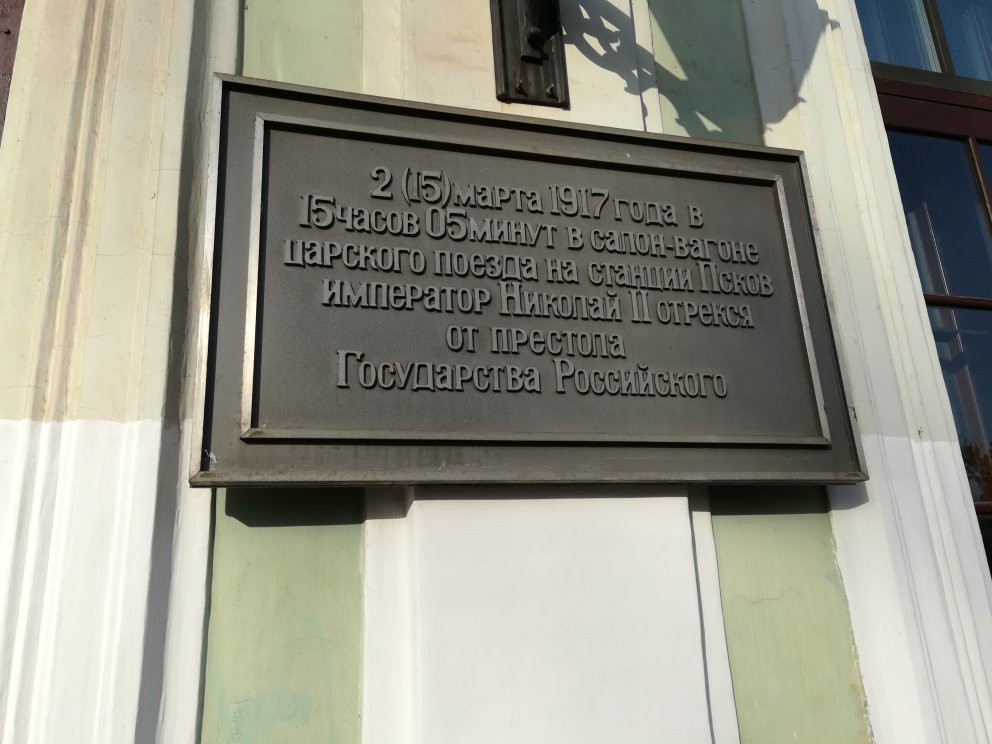 2 (15) марта 1917 года в
15 часов 05 минут в салон-вагоне
царского поезда на станции Псков
император Николай II отрекся
от престола
Государства Российского